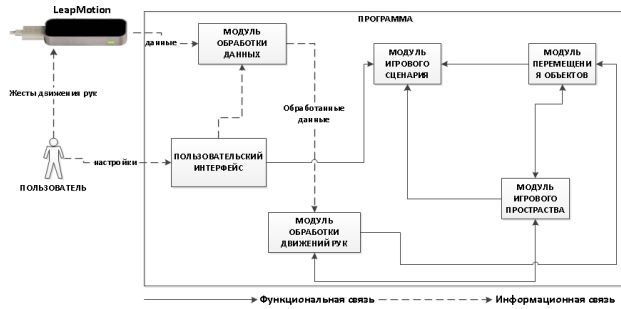 LeapMotion
ПРОГРАММА
данные
МОДУЛЬ
ОБРАБОТКИ
ДАННЫХ
МОДУЛЬ
ИГРОВОГО
СЦЕНАРИЯ
МОДУЛЬ
ПЕРЕМЕЩЕНИ
Я ОБЪЕКТОВ
Жесты движения рук
Обработанные
данные
ПОЛЬЗОВАТЕЛЬ
настройки
ПОЛЬЗОВАТЕЛЬСКИЙ
ИНТЕРФЕЙС
МОДУЛЬ
ИГРОВОГО
ПРОСТРАСТВА
МОДУЛЬ
ОБРАБОТКИ
ДВИЖЕНИЙ РУК
Функциональная связь
Информационная связь